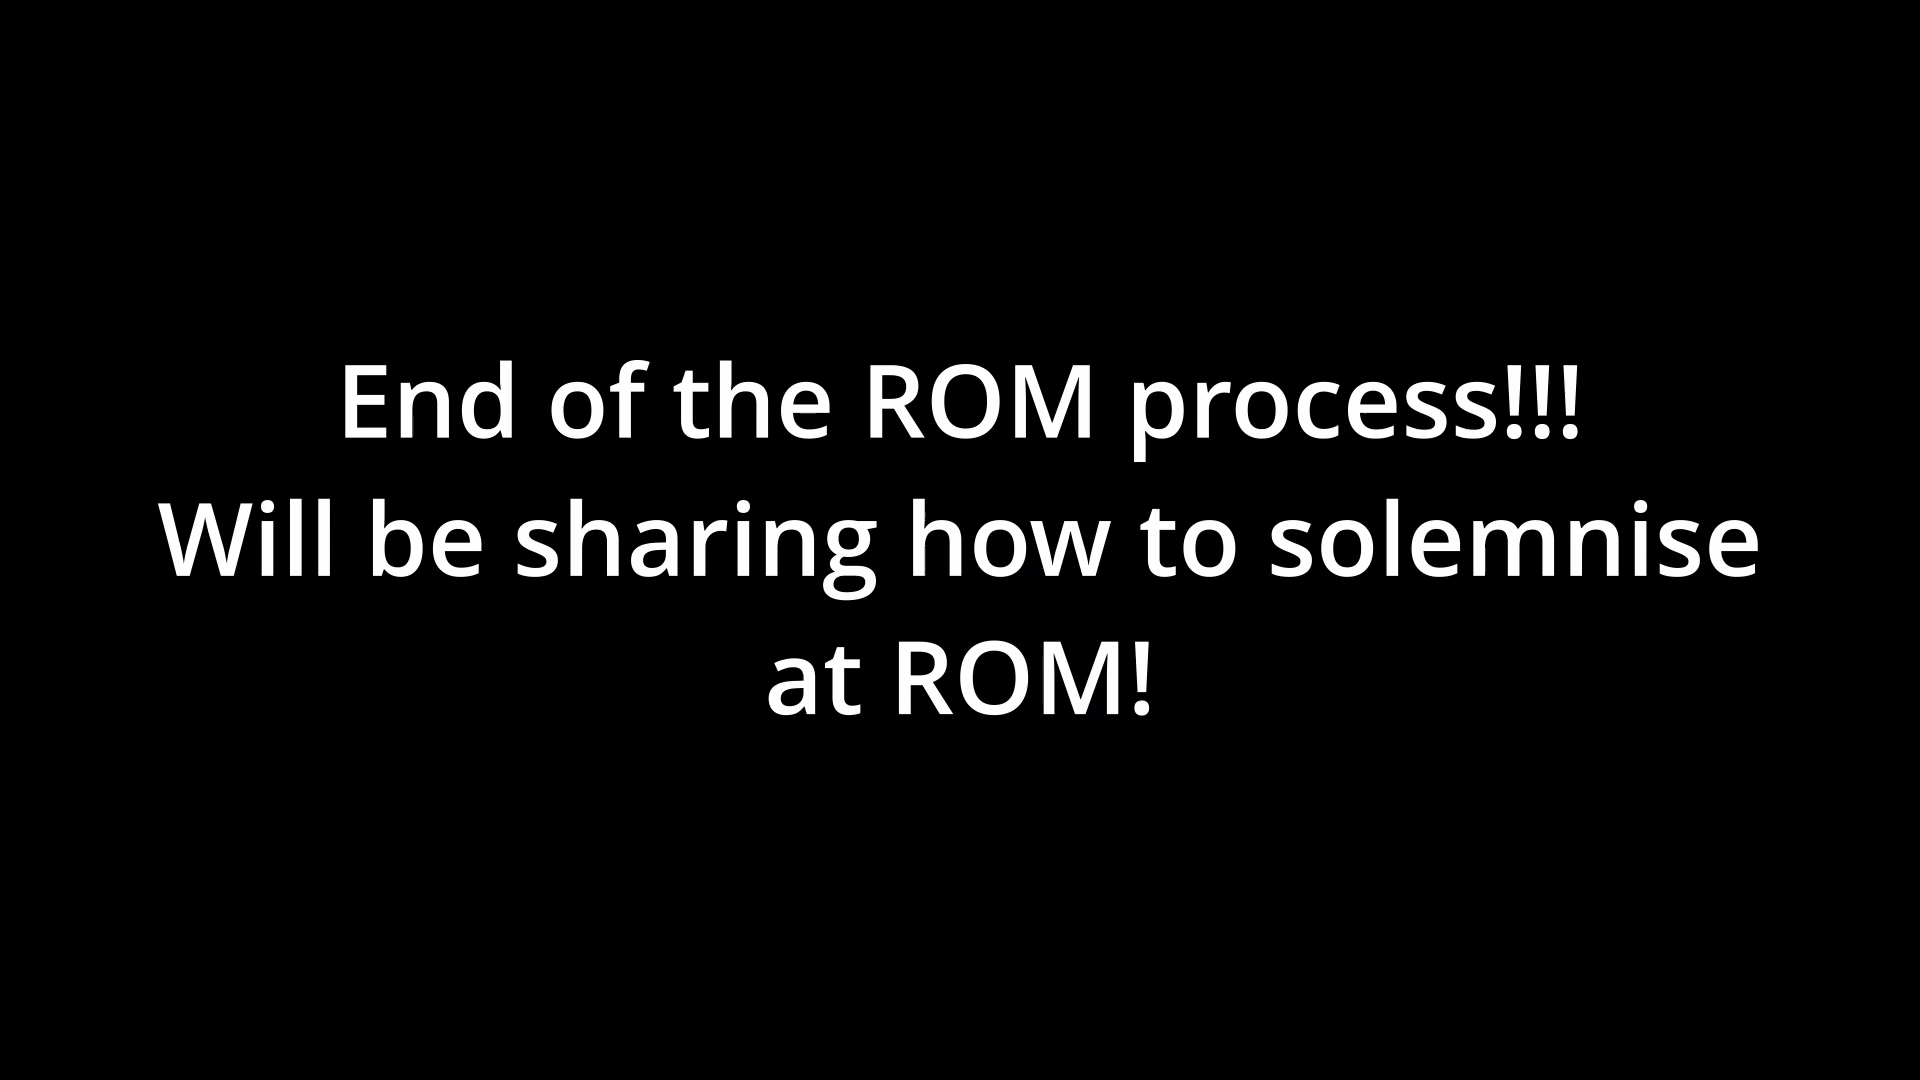 End of the ROM process!!!
Will be sharing how to solemnise
at ROM!